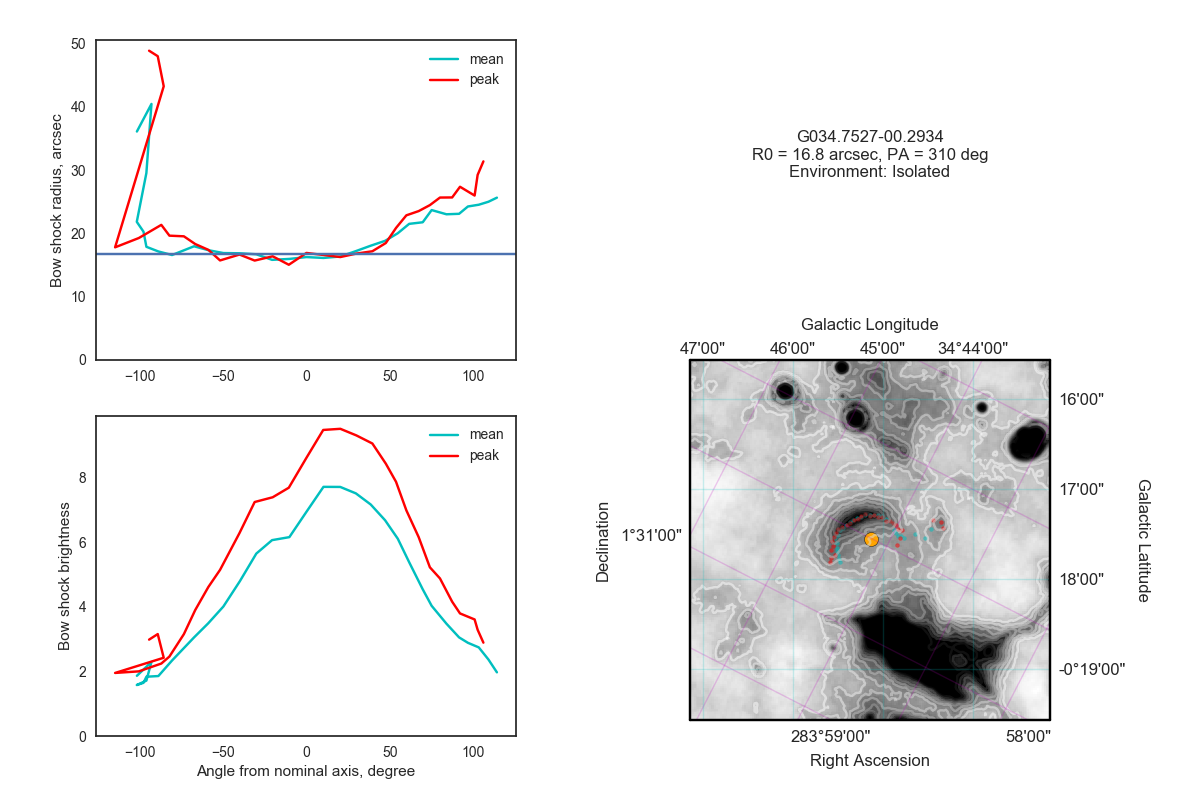 50
40
30
20
10
0
Bow shock radius, arcsec
mean
peak
−100
−50
0
50
100
8
6
4
2
0
Bow shock brightness
mean
peak
−100
−50
0
50
100
Angle from nominal axis, degree
G034.7527-00.2934
R0 = 16.8 arcsec, PA = 310 deg
Environment: Isolated
Galactic Longitude
47'00" 46'00" 45'00" 34°44'00"
16'00"
17'00"
18'00"
-0°19'00"
Galactic Latitude
Declination
1°31'00"
283°59'00" 58'00"
Right Ascension